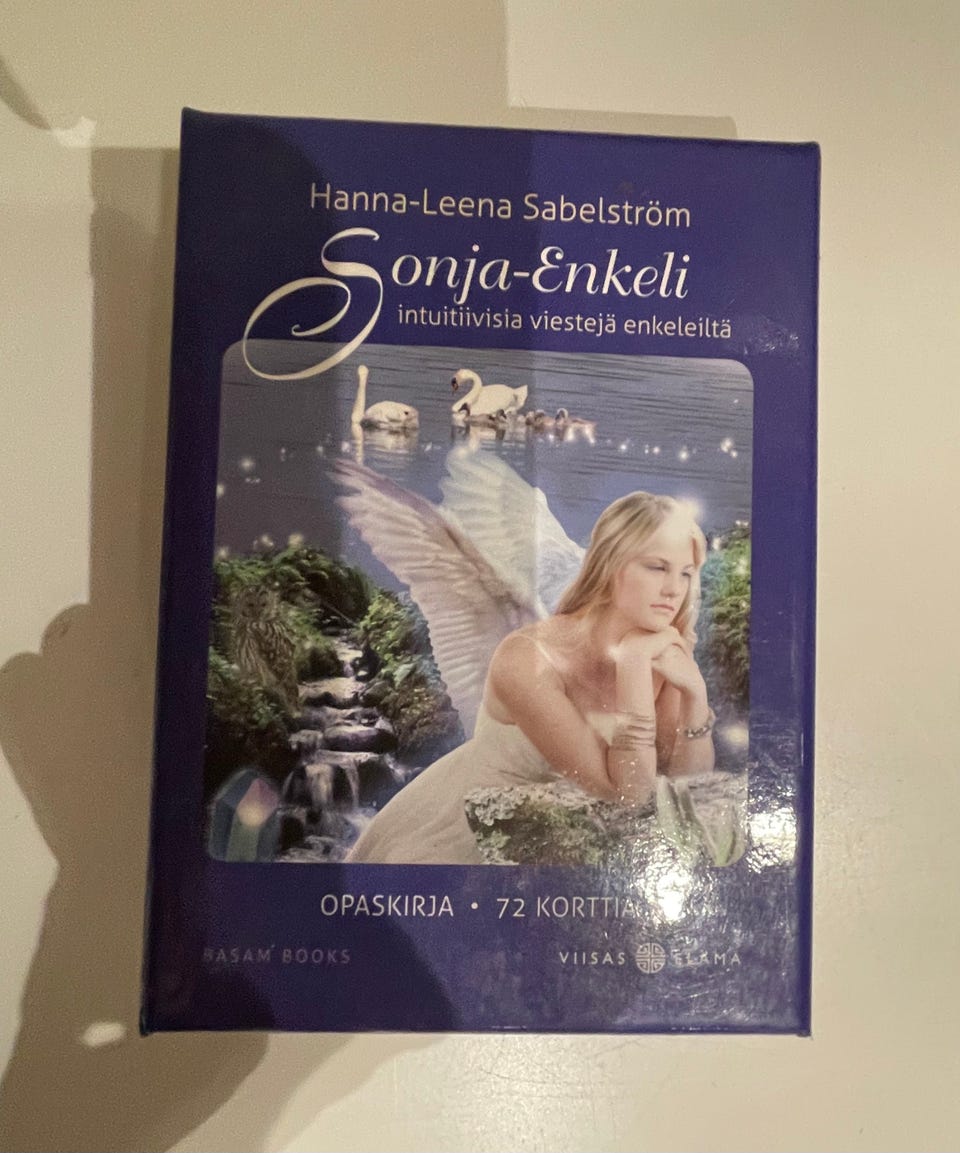 Hanna-Leena Sabelström
Sonja-Enkeli
intuitiivisia viestejä enkeleiltä
OPASKIRJA • 72 KORTTIA
BASAM BOOKS
VIISAS ELÄMÄ